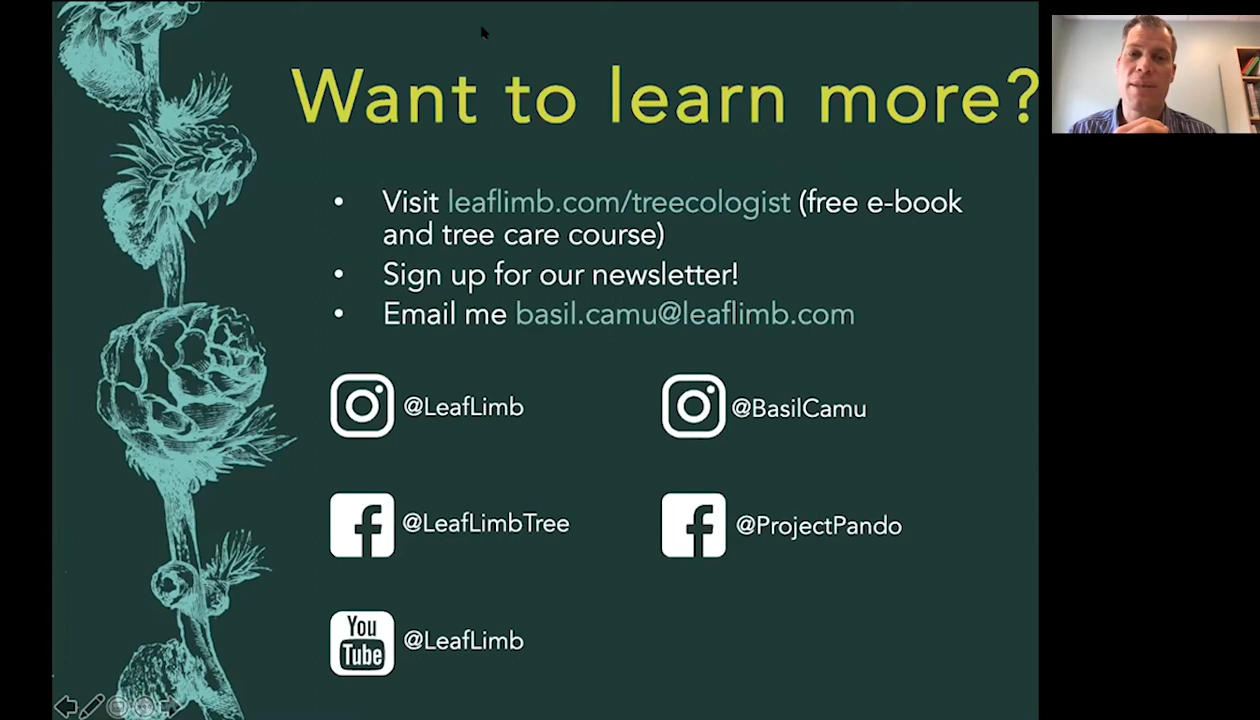 Want to learn more?
• Visit leaflimb.com/treecologist (free e-book
and tree care course)
• Sign up for our newsletter!
• Email me basil.camu@leaflimb.com
@LeafLimb
@BasilCamu
@LeafLimbTree
@ProjectPando
You
Tube
@LeafLimb